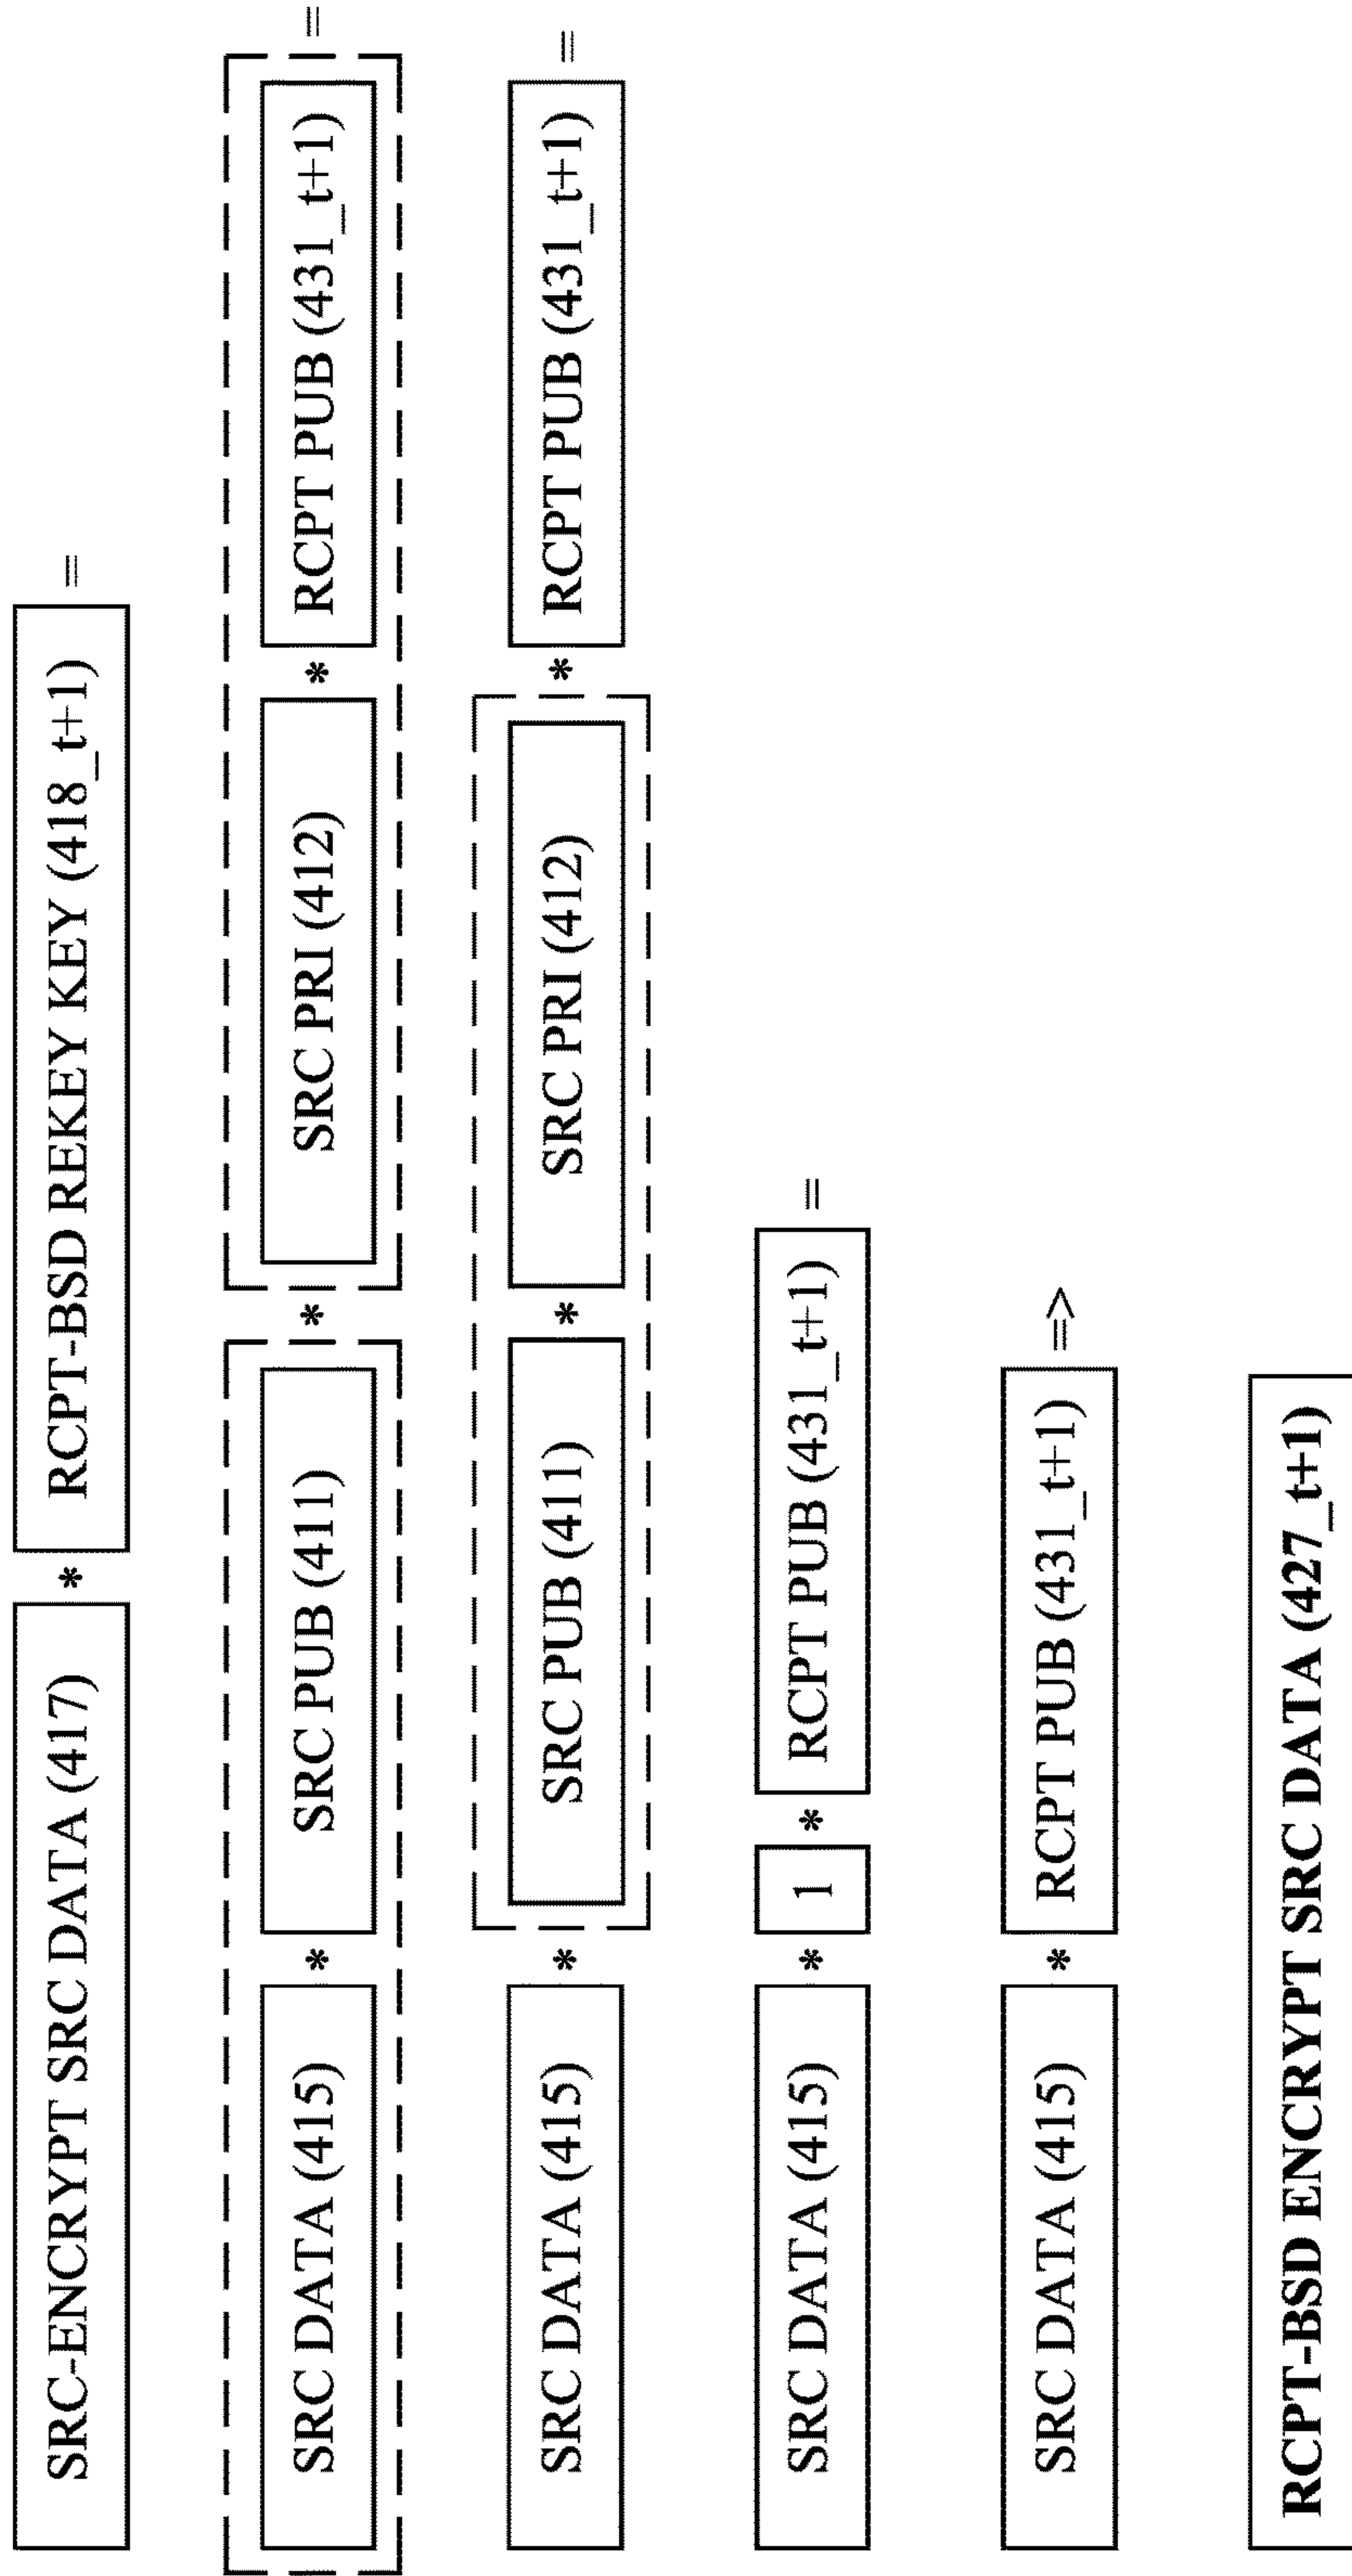 SRC-ENCRYPT SRC DATA (417) * RCPT-BSD REKEY KEY (418_t+1) =
SRC DATA (415) * SRC PUB (411) * SRC PRI (412) * RCPT PUB (431_t+1) =
SRC DATA (415) * SRC PUB (411) * SRC PRI (412) * RCPT PUB (431_t+1) =
SRC DATA (415) * 1 * RCPT PUB (431_t+1) =
SRC DATA (415) * RCPT PUB (431_t+1) =>
RCPT-BSD ENCRYPT SRC DATA (427_t+1)